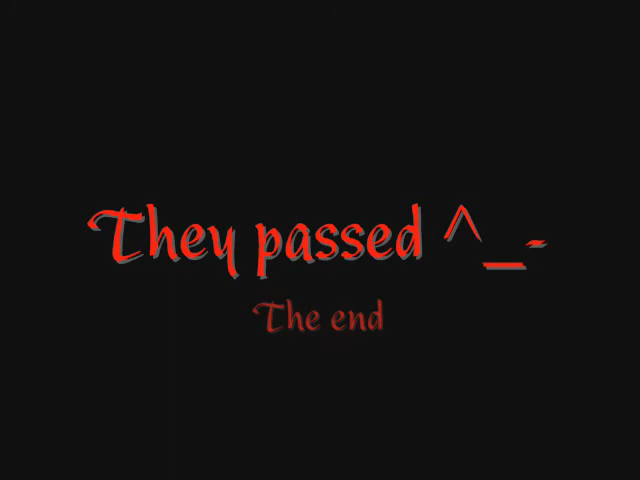 They passed ^_-
The end